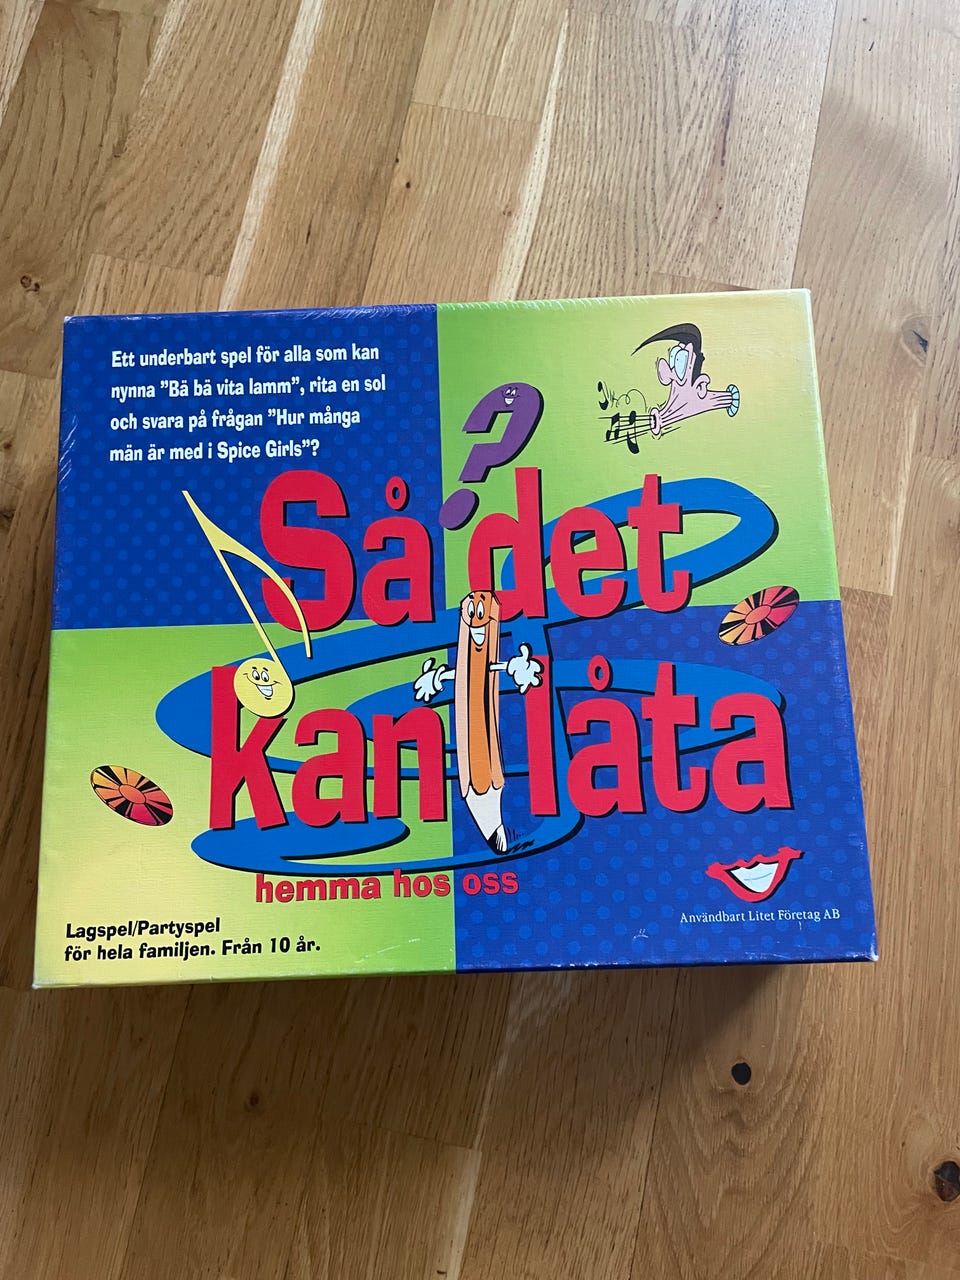 Ett underbart spel för alla som kan
nynna ”Bä bä vita lamm”, rita en sol
och svara på frågan ”Hur många
män är med i Spice Girls”?
Så det
kan låta
hemma hos oss
Lagspel/Partyspel
för hela familjen. Från 10 år.
Användbart Litet Företag AB